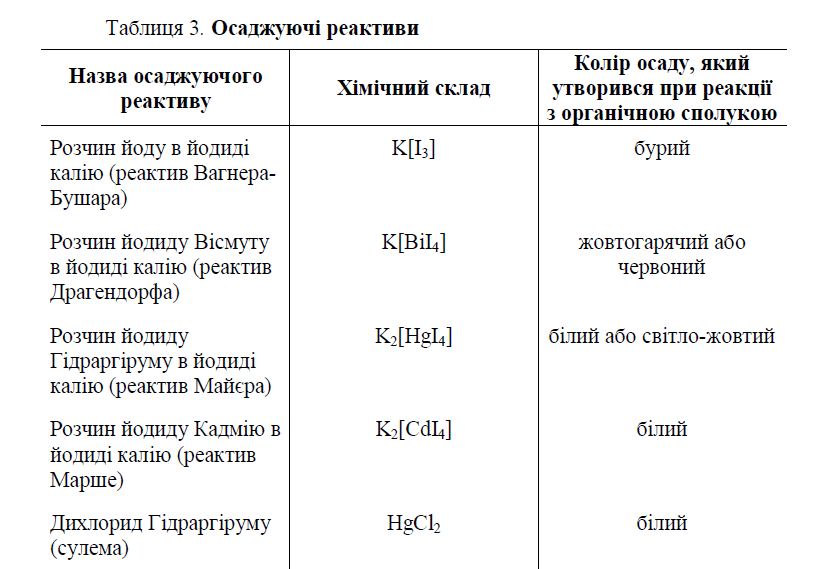 Таблиця 3. Осаджуючі реактиви
Назва осаджуючого
реактиву
Хімічний склад
Колір осаду, який
утворився при реакції
з органічною сполукою
Розчин йоду в йодиді
калію (реактив Вагнера-
Бушара)
K[I₃]
бурий
Розчин йодиду Вісмуту
в йодиді калію (реактив
Драгендорфа)
K[BiI₄]
жовтогарячий або
червоний
Розчин йодиду
Гідраргіруму в йодиді
калію (реактив Майєра)
K₂[HgI₄]
білий або світло-жовтий
Розчин йодиду Кадмію в
йодиді калію (реактив
Марше)
K₂[CdI₄]
білий
Дихлорид Гідраргіруму
(сулема)
HgCl₂
білий